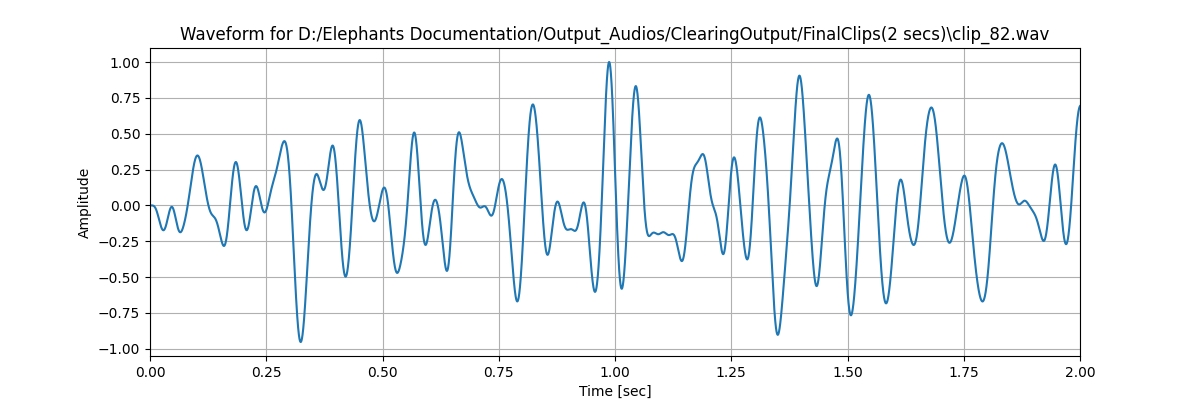 Waveform for D:/Elephants Documentation/Output_Audios/ClearingOutput/FinalClips(2 secs)\clip_82.wav
1.00
0.75
0.50
0.25
0.00
−0.25
−0.50
−0.75
−1.00
Amplitude
0.00 0.25 0.50 0.75 1.00 1.25 1.50 1.75 2.00
Time [sec]